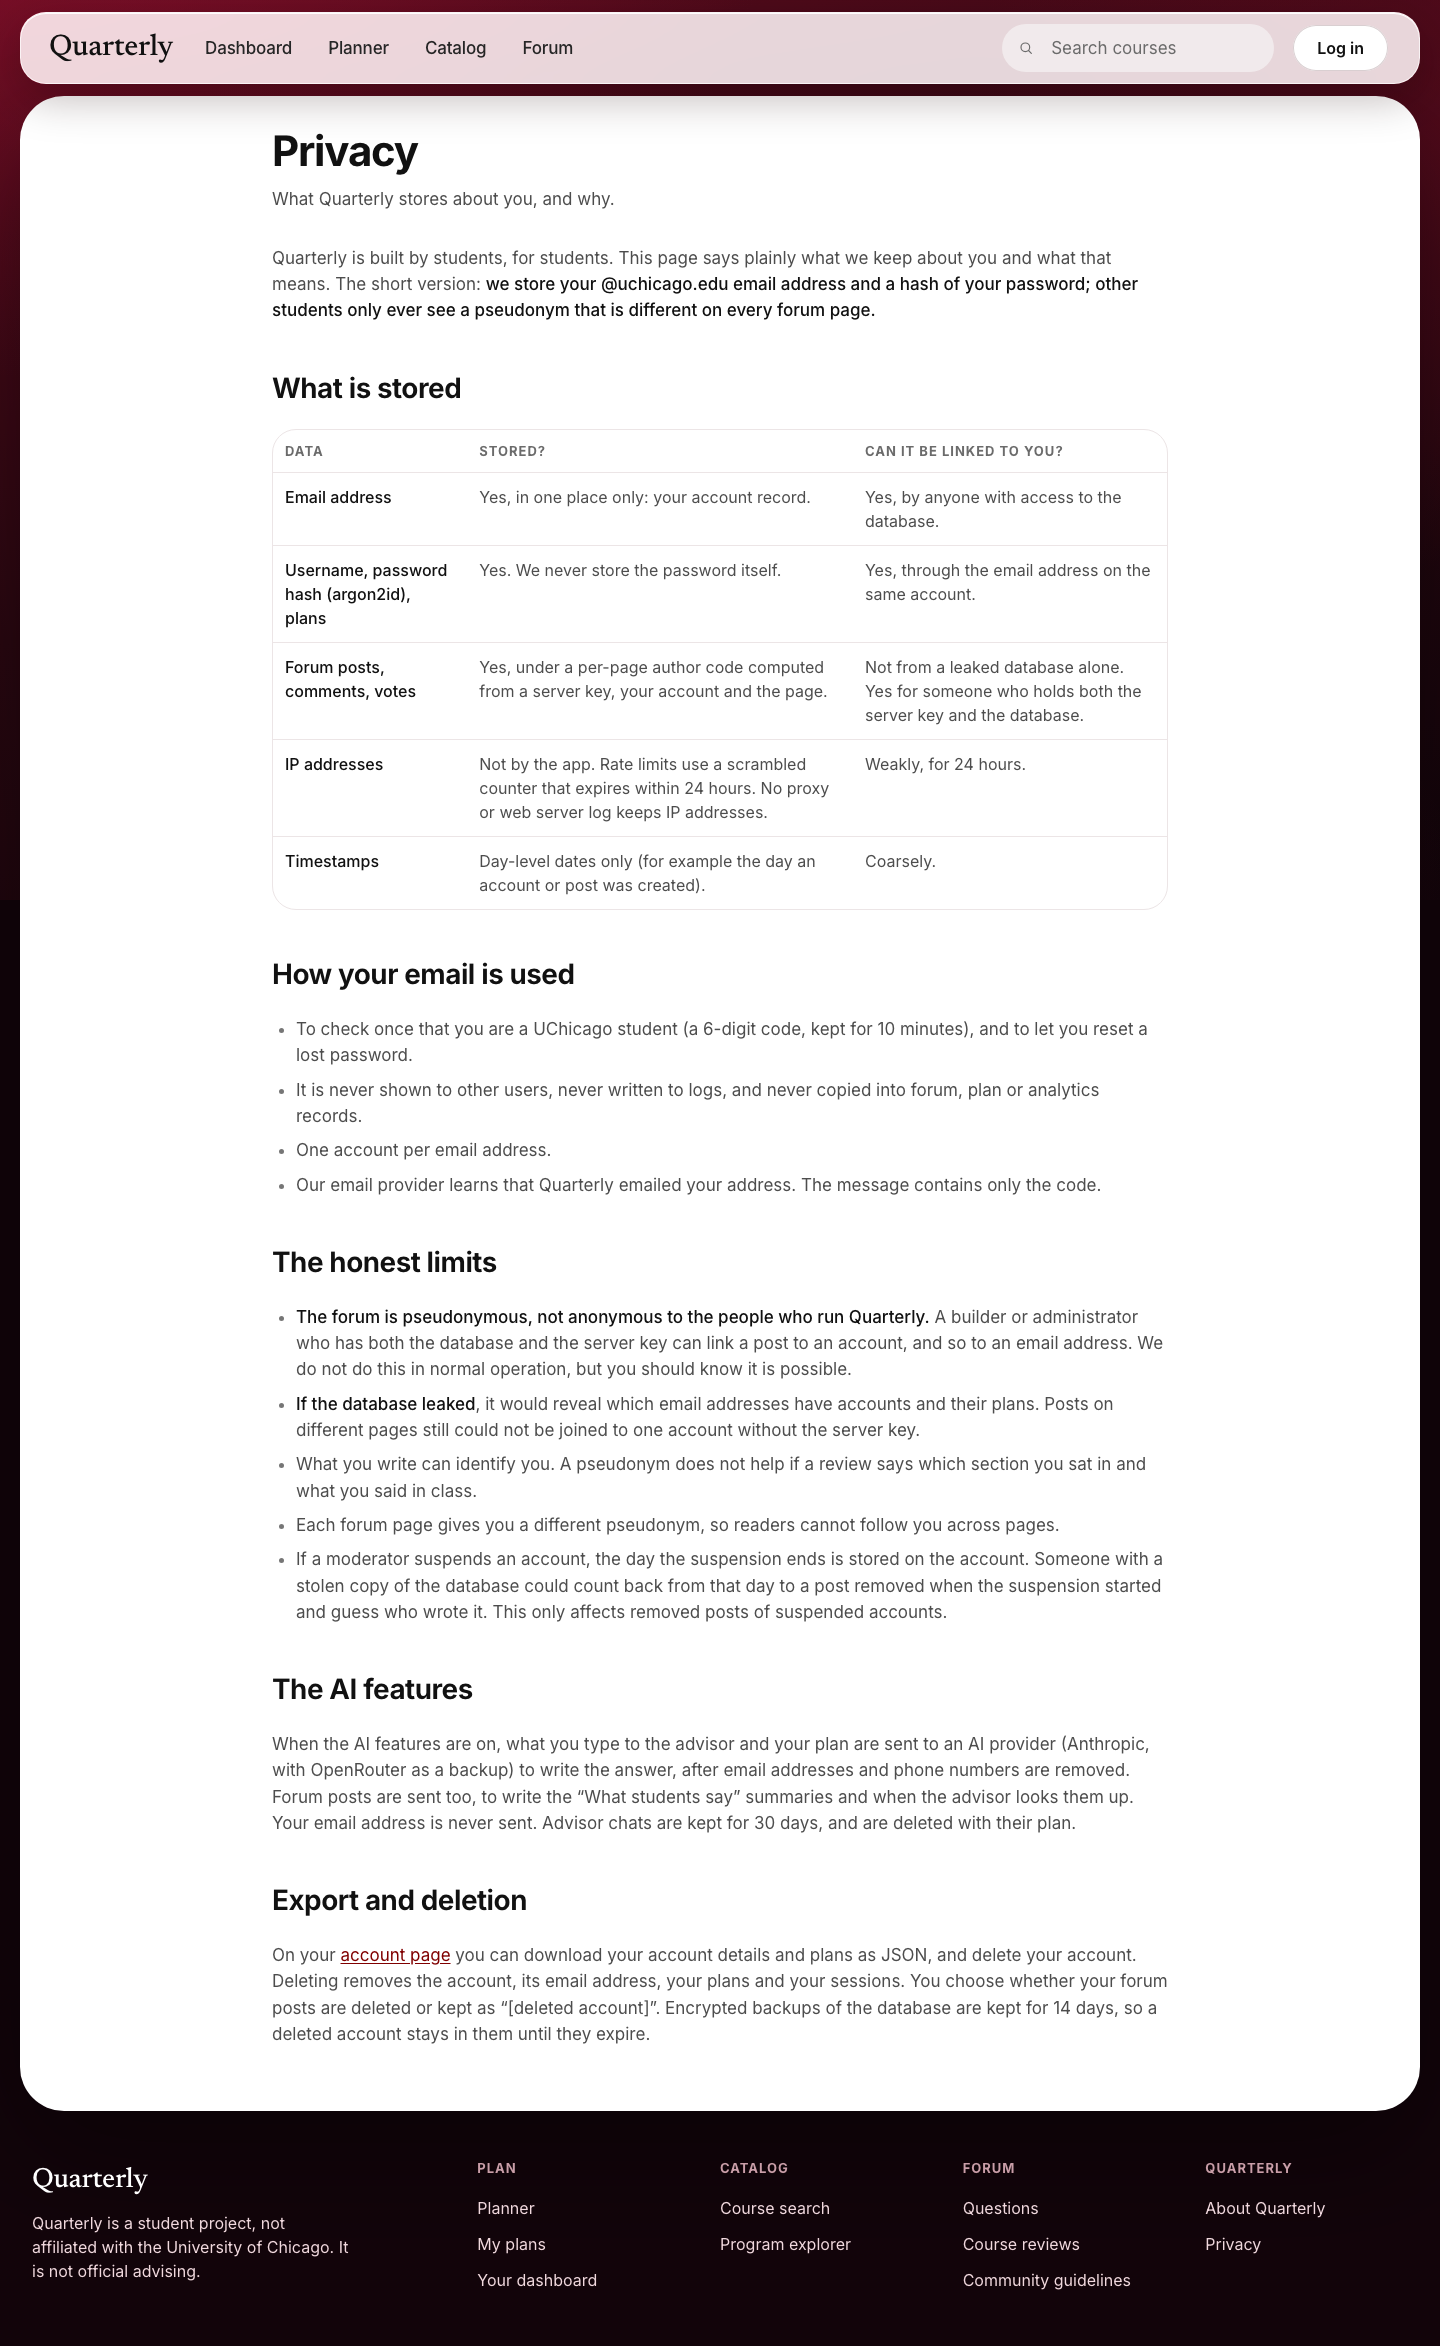 Quarterly
Dashboard
Planner
Catalog
Forum
Search courses
Log in
Privacy
What Quarterly stores about you, and why.
Quarterly is built by students, for students. This page says plainly what we keep about you and what that
means. The short version: we store your @uchicago.edu email address and a hash of your password; other
students only ever see a pseudonym that is different on every forum page.
What is stored
DATA
STORED?
CAN IT BE LINKED TO YOU?
Email address
Yes, in one place only: your account record.
Yes, by anyone with access to the
database.
Username, password
hash (argon2id),
plans
Yes. We never store the password itself.
Yes, through the email address on the
same account.
Forum posts,
comments, votes
Yes, under a per-page author code computed
from a server key, your account and the page.
Not from a leaked database alone.
Yes for someone who holds both the
server key and the database.
IP addresses
Not by the app. Rate limits use a scrambled
counter that expires within 24 hours. No proxy
or web server log keeps IP addresses.
Weakly, for 24 hours.
Timestamps
Day-level dates only (for example the day an
account or post was created).
Coarsely.
How your email is used
• To check once that you are a UChicago student (a 6-digit code, kept for 10 minutes), and to let you reset a
lost password.
• It is never shown to other users, never written to logs, and never copied into forum, plan or analytics
records.
• One account per email address.
• Our email provider learns that Quarterly emailed your address. The message contains only the code.
The honest limits
• The forum is pseudonymous, not anonymous to the people who run Quarterly. A builder or administrator
who has both the database and the server key can link a post to an account, and so to an email address. We
do not do this in normal operation, but you should know it is possible.
• If the database leaked, it would reveal which email addresses have accounts and their plans. Posts on
different pages still could not be joined to one account without the server key.
• What you write can identify you. A pseudonym does not help if a review says which section you sat in and
what you said in class.
• Each forum page gives you a different pseudonym, so readers cannot follow you across pages.
• If a moderator suspends an account, the day the suspension ends is stored on the account. Someone with a
stolen copy of the database could count back from that day to a post removed when the suspension started
and guess who wrote it. This only affects removed posts of suspended accounts.
The AI features
When the AI features are on, what you type to the advisor and your plan are sent to an AI provider (Anthropic,
with OpenRouter as a backup) to write the answer, after email addresses and phone numbers are removed.
Forum posts are sent too, to write the “What students say” summaries and when the advisor looks them up.
Your email address is never sent. Advisor chats are kept for 30 days, and are deleted with their plan.
Export and deletion
On your account page you can download your account details and plans as JSON, and delete your account.
Deleting removes the account, its email address, your plans and your sessions. You choose whether your forum
posts are deleted or kept as “[deleted account]”. Encrypted backups of the database are kept for 14 days, so a
deleted account stays in them until they expire.
Quarterly
Quarterly is a student project, not
affiliated with the University of Chicago. It
is not official advising.
PLAN
Planner
My plans
Your dashboard
CATALOG
Course search
Program explorer
FORUM
Questions
Course reviews
Community guidelines
QUARTERLY
About Quarterly
Privacy